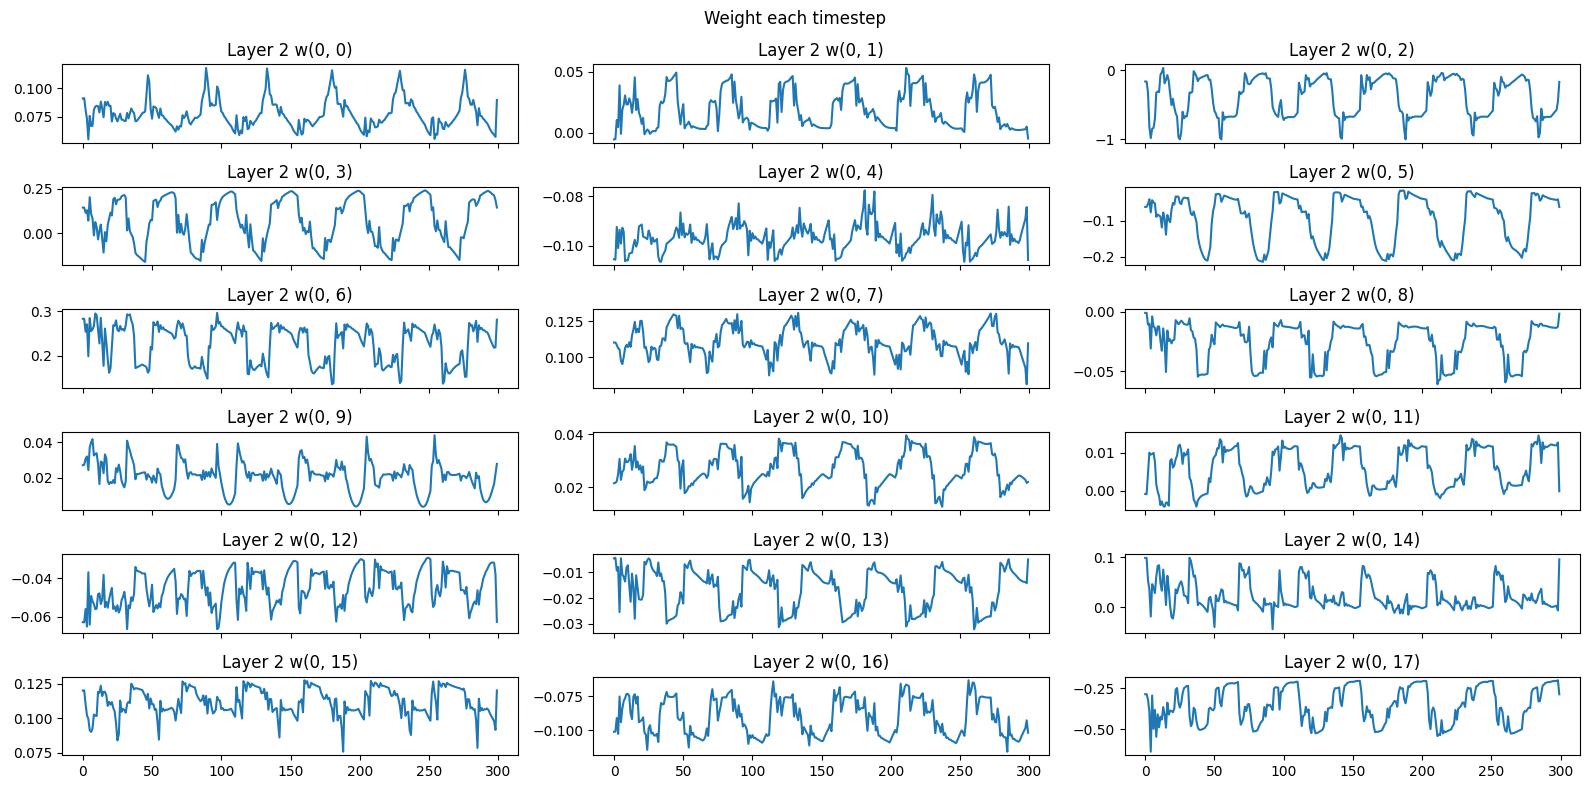 Weight each timestep
Layer 2 w(0, 0)
0.100
0.075
Layer 2 w(0, 1)
0.05
0.00
Layer 2 w(0, 2)
0
−1
Layer 2 w(0, 3)
0.25
0.00
Layer 2 w(0, 4)
−0.08
−0.10
Layer 2 w(0, 5)
−0.1
−0.2
Layer 2 w(0, 6)
0.3
0.2
Layer 2 w(0, 7)
0.125
0.100
Layer 2 w(0, 8)
0.00
−0.05
Layer 2 w(0, 9)
0.04
0.02
Layer 2 w(0, 10)
0.04
0.02
Layer 2 w(0, 11)
0.01
0.00
Layer 2 w(0, 12)
−0.04
−0.06
Layer 2 w(0, 13)
−0.01
−0.02
−0.03
Layer 2 w(0, 14)
0.1
0.0
Layer 2 w(0, 15)
0.125
0.100
0.075
0 50 100 150 200 250 300
Layer 2 w(0, 16)
−0.075
−0.100
0 50 100 150 200 250 300
Layer 2 w(0, 17)
−0.25
−0.50
0 50 100 150 200 250 300